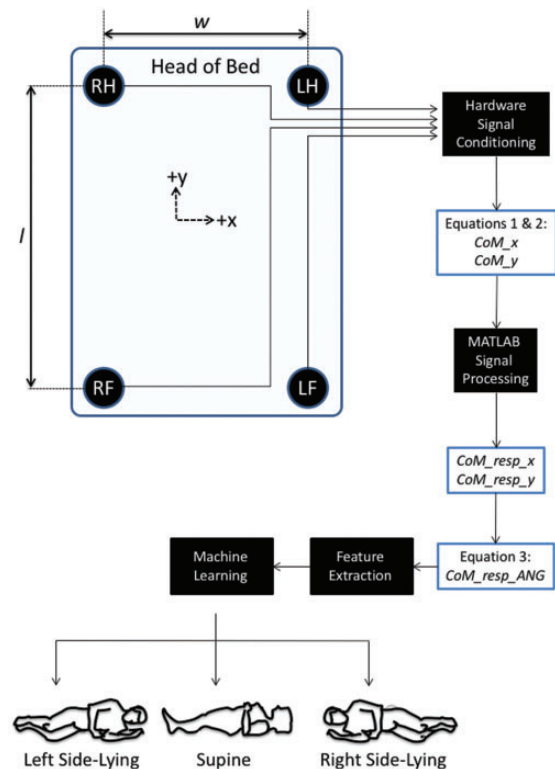 w
Head of Bed
RH
LH
+y
+x
l
RF
LF
Hardware
Signal
Conditioning
Equations 1 & 2:
CoM_x
CoM_y
MATLAB
Signal
Processing
CoM_resp_x
CoM_resp_y
Equation 3:
CoM_resp_ANG
Feature
Extraction
Machine
Learning
Left Side-Lying
Supine
Right Side-Lying